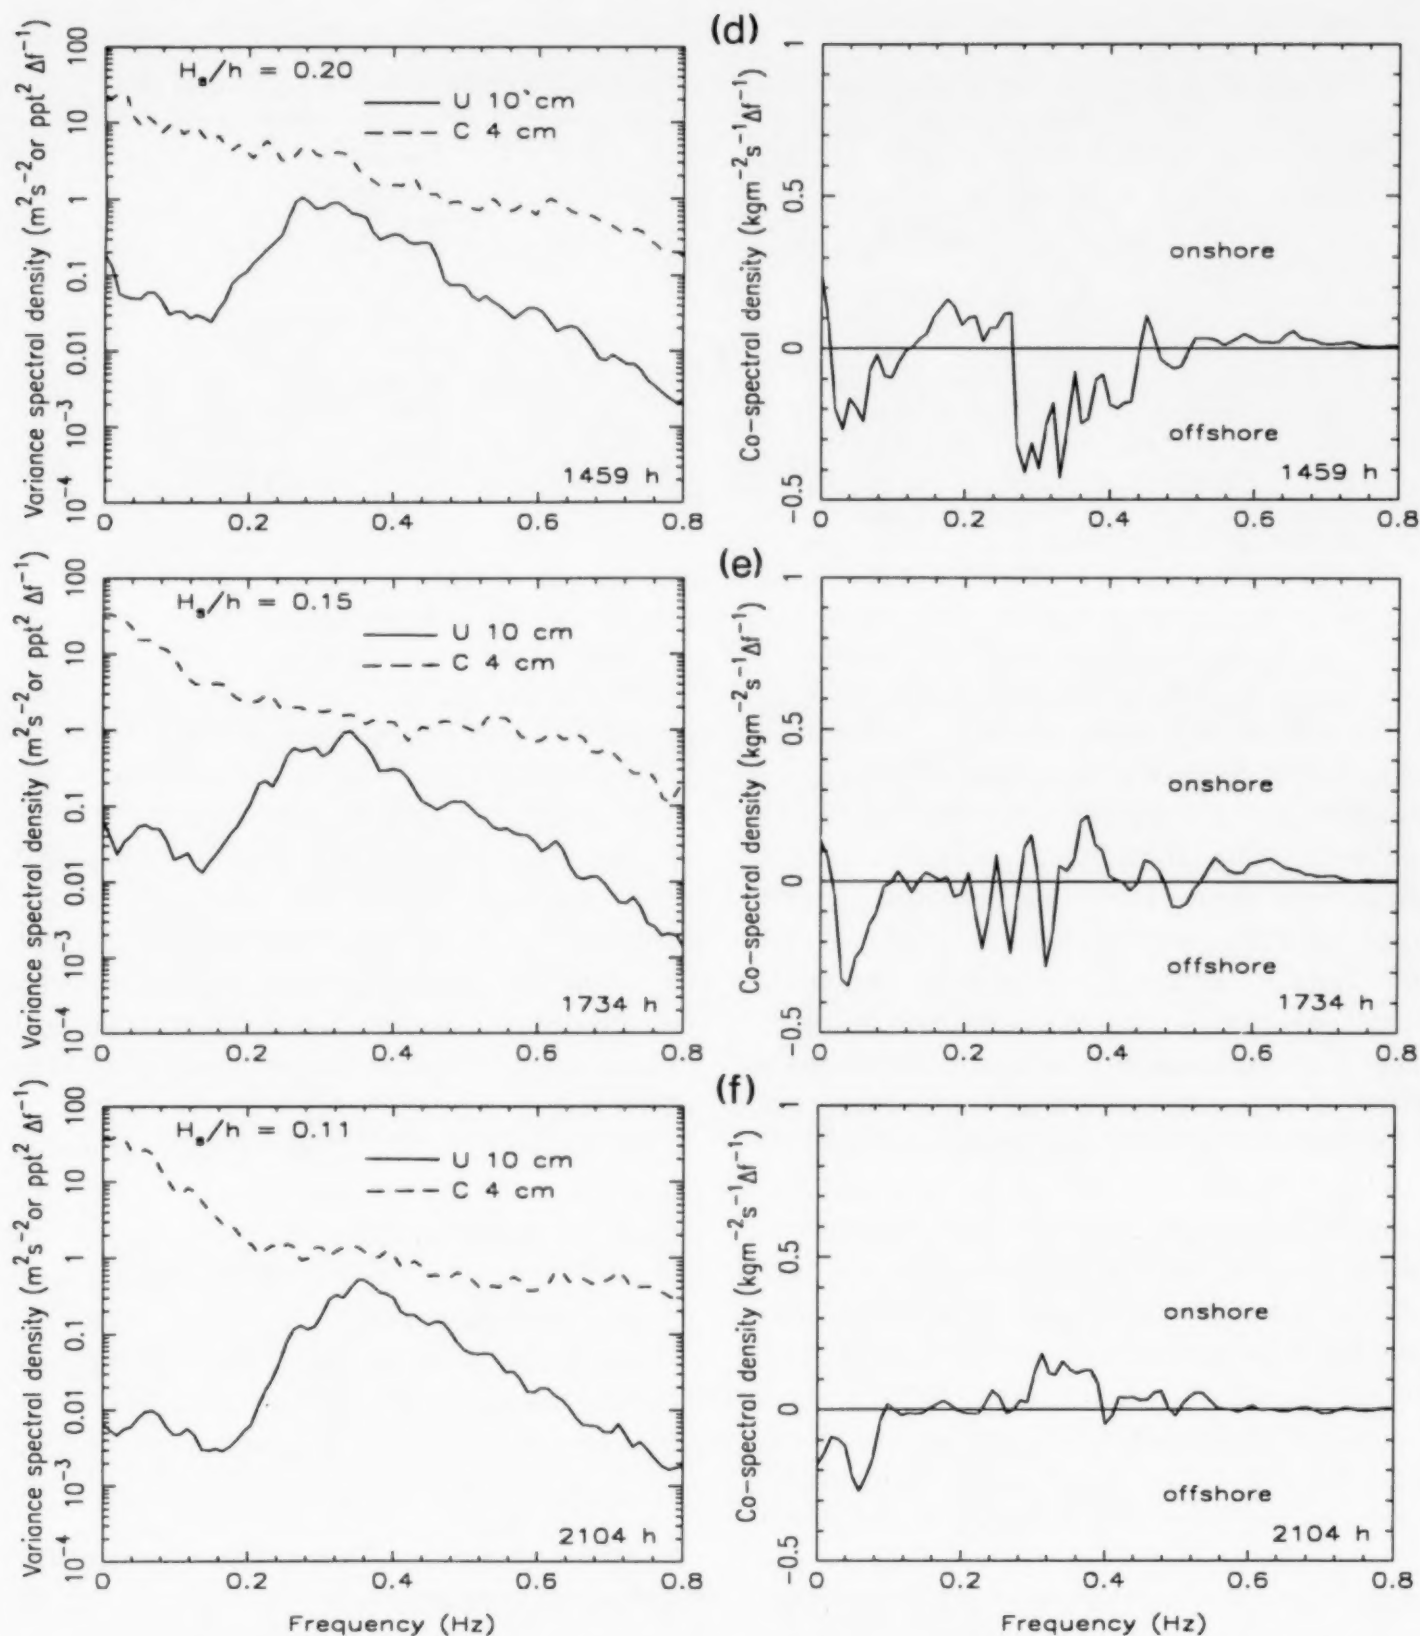 (d)
Variance spectral density (m²s⁻² or ppt² Δf⁻¹)
100
10
1
0.1
0.01
10⁻³
10⁻⁴
Hₛ/h = 0.20
U 10 cm
C 4 cm
1459 h
0 0.2 0.4 0.6 0.8
Co-spectral density (kgm⁻²s⁻¹Δf⁻¹)
1
0.5
0
-0.5
onshore
offshore
1459 h
0 0.2 0.4 0.6 0.8
(e)
Variance spectral density (m²s⁻² or ppt² Δf⁻¹)
100
10
1
0.1
0.01
10⁻³
10⁻⁴
Hₛ/h = 0.15
U 10 cm
C 4 cm
1734 h
0 0.2 0.4 0.6 0.8
Co-spectral density (kgm⁻²s⁻¹Δf⁻¹)
1
0.5
0
-0.5
onshore
offshore
1734 h
0 0.2 0.4 0.6 0.8
(f)
Variance spectral density (m²s⁻² or ppt² Δf⁻¹)
100
10
1
0.1
0.01
10⁻³
10⁻⁴
Hₛ/h = 0.11
U 10 cm
C 4 cm
2104 h
0 0.2 0.4 0.6 0.8
Frequency (Hz)
Co-spectral density (kgm⁻²s⁻¹Δf⁻¹)
1
0.5
0
-0.5
onshore
offshore
2104 h
0 0.2 0.4 0.6 0.8
Frequency (Hz)